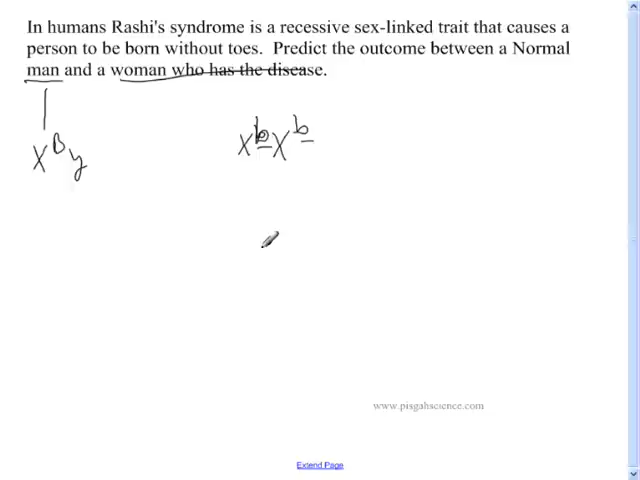 In humans Rashi's syndrome is a recessive sex-linked trait that causes a
person to be born without toes.  Predict the outcome between a Normal
man and a woman who has the disease.
X^B y X^b X^b
www.pisgahscience.com
Extend Page